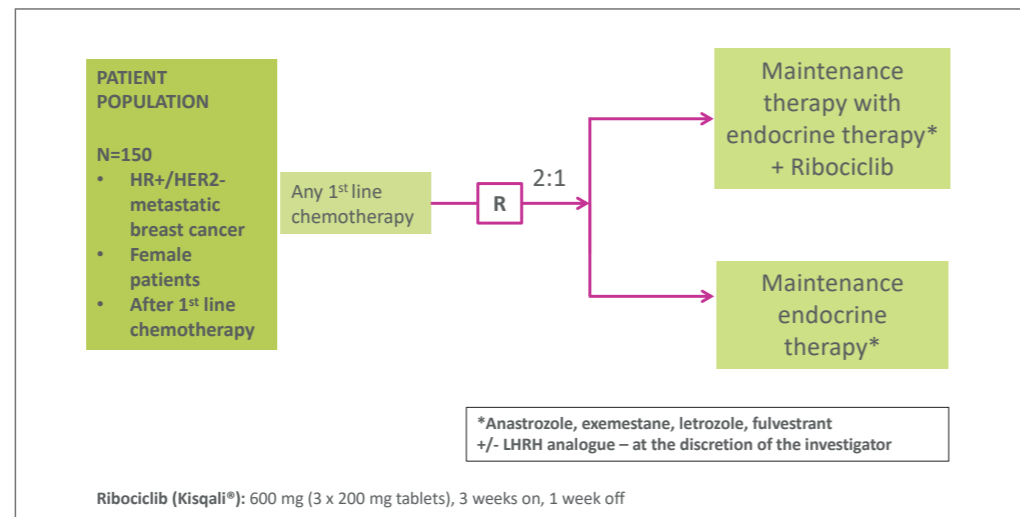 PATIENT
POPULATION
N=150
• HR+/HER2-
metastatic
breast cancer
• Female
patients
• After 1st line
chemotherapy
Any 1st line
chemotherapy
R
2:1
Maintenance
therapy with
endocrine therapy*
+ Ribociclib
Maintenance
endocrine
therapy*
*Anastrozole, exemestane, letrozole, fulvestrant
+/- LHRH analogue – at the discretion of the investigator
Ribociclib (Kisqali®): 600 mg (3 x 200 mg tablets), 3 weeks on, 1 week off